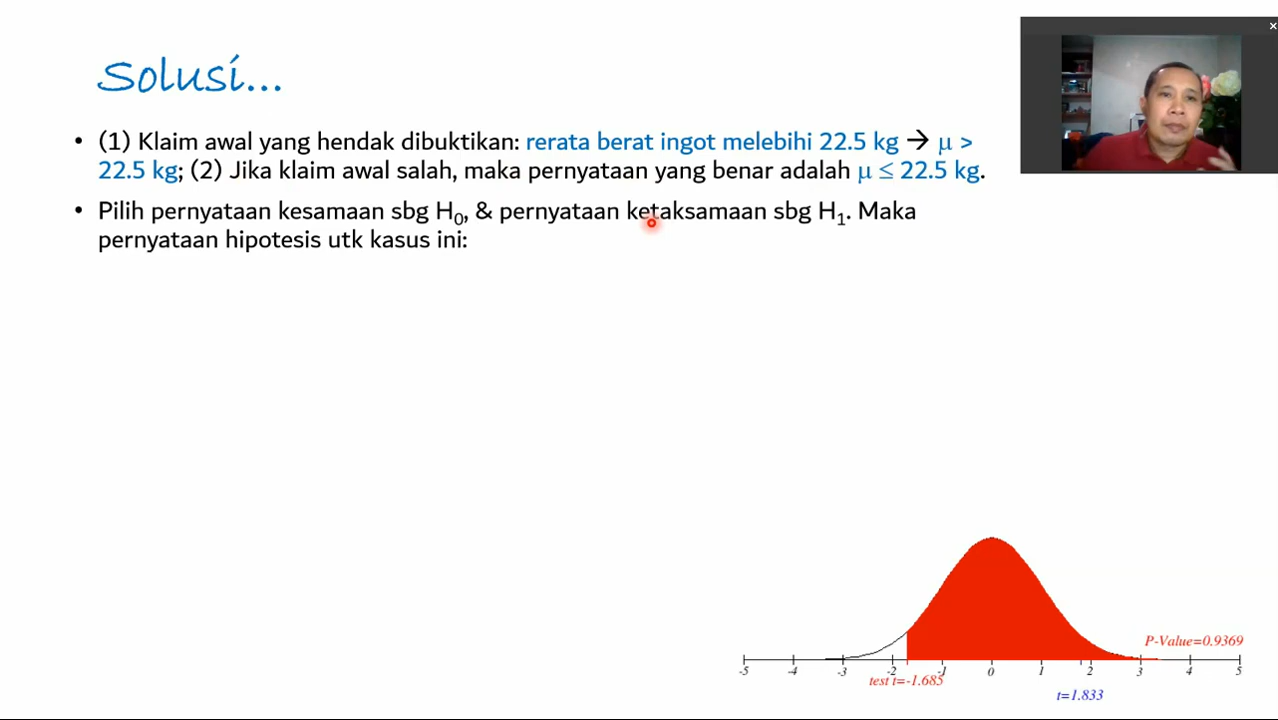 Solusi...
• (1) Klaim awal yang hendak dibuktikan: rerata berat ingot melebihi 22.5 kg → μ >
22.5 kg; (2) Jika klaim awal salah, maka pernyataan yang benar adalah μ ≤ 22.5 kg.
• Pilih pernyataan kesamaan sbg H₀, & pernyataan ketaksamaan sbg H₁. Maka
pernyataan hipotesis utk kasus ini:
P-Value=0.9369
-5 -4 -3 -2 -1 0 1 2 3 4 5
test t=-1.685
t=1.833